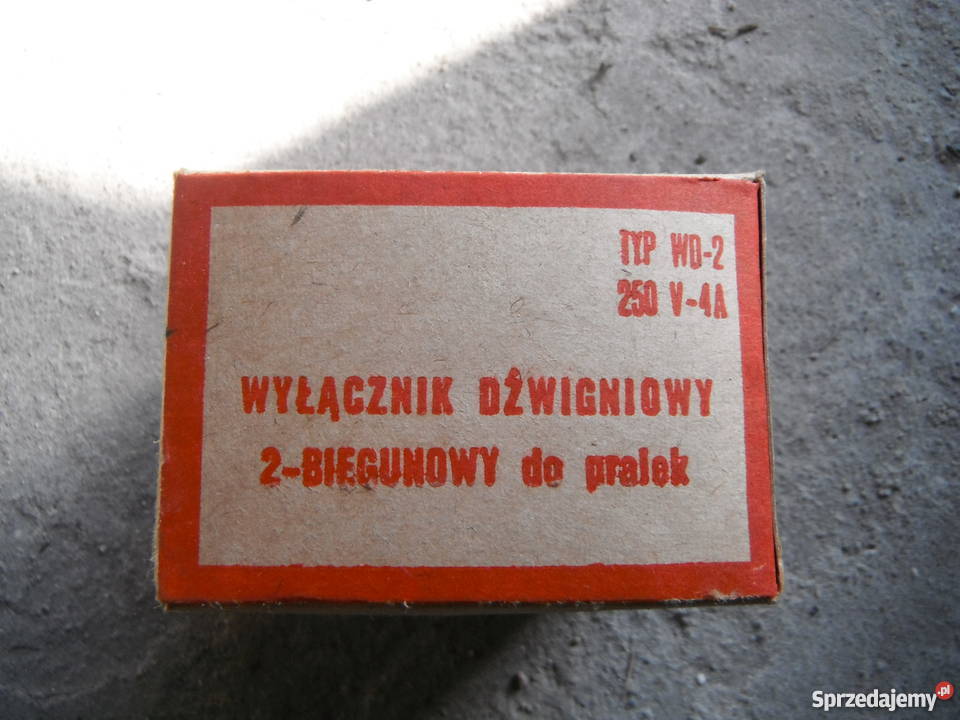 TYP WD-2
250 V-4A
WYŁĄCZNIK DŹWIGNIOWY
2-BIEGUNOWY do pralek
Sprzedajemy.pl